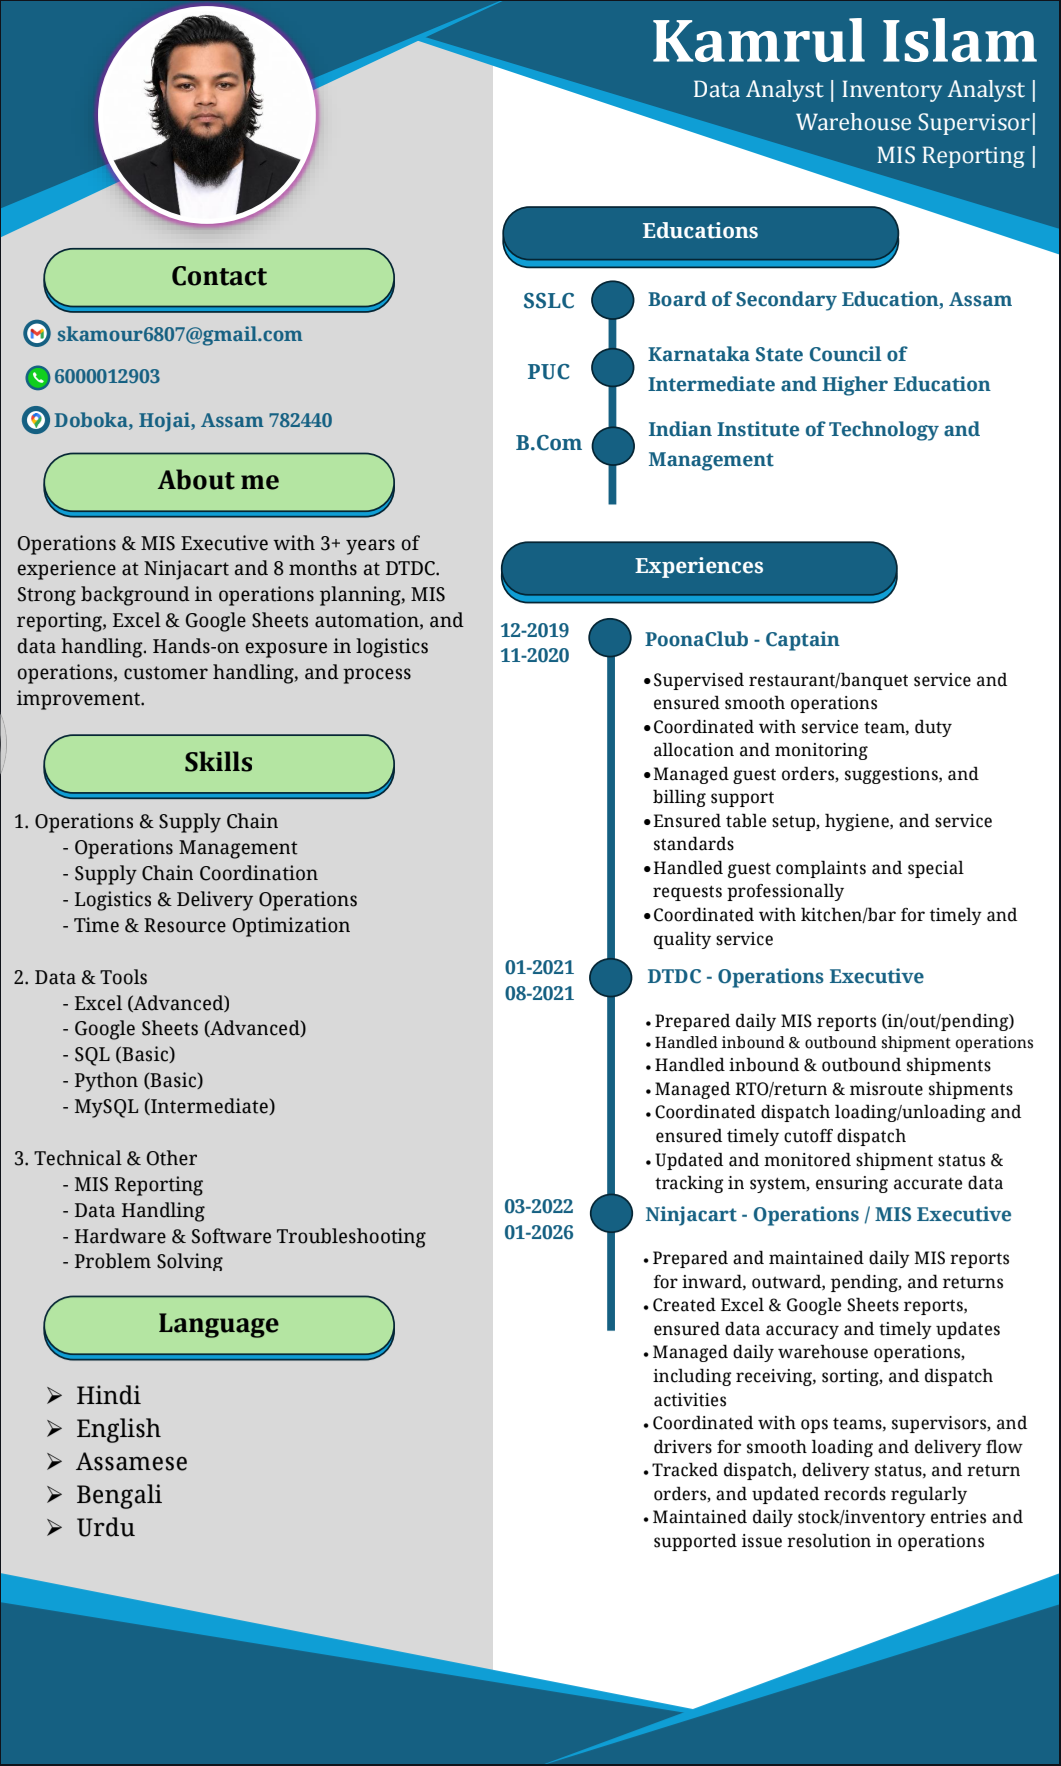 Kamrul Islam
Data Analyst | Inventory Analyst |
Warehouse Supervisor|
MIS Reporting |
Contact
skamour6807@gmail.com
6000012903
Doboka, Hojai, Assam 782440
About me
Operations & MIS Executive with 3+ years of
experience at Ninjacart and 8 months at DTDC.
Strong background in operations planning, MIS
reporting, Excel & Google Sheets automation, and
data handling. Hands-on exposure in logistics
operations, customer handling, and process
improvement.
Skills
1. Operations & Supply Chain
- Operations Management
- Supply Chain Coordination
- Logistics & Delivery Operations
- Time & Resource Optimization
2. Data & Tools
- Excel (Advanced)
- Google Sheets (Advanced)
- SQL (Basic)
- Python (Basic)
- MySQL (Intermediate)
3. Technical & Other
- MIS Reporting
- Data Handling
- Hardware & Software Troubleshooting
- Problem Solving
Language
➢ Hindi
➢ English
➢ Assamese
➢ Bengali
➢ Urdu
Educations
SSLC
Board of Secondary Education, Assam
PUC
Karnataka State Council of
Intermediate and Higher Education
B.Com
Indian Institute of Technology and
Management
Experiences
12-2019
11-2020
PoonaClub - Captain
•Supervised restaurant/banquet service and
ensured smooth operations
•Coordinated with service team, duty
allocation and monitoring
•Managed guest orders, suggestions, and
billing support
•Ensured table setup, hygiene, and service
standards
•Handled guest complaints and special
requests professionally
•Coordinated with kitchen/bar for timely and
quality service
01-2021
08-2021
DTDC - Operations Executive
• Prepared daily MIS reports (in/out/pending)
• Handled inbound & outbound shipment operations
• Handled inbound & outbound shipments
• Managed RTO/return & misroute shipments
• Coordinated dispatch loading/unloading and
ensured timely cutoff dispatch
• Updated and monitored shipment status &
tracking in system, ensuring accurate data
03-2022
01-2026
Ninjacart - Operations / MIS Executive
• Prepared and maintained daily MIS reports
for inward, outward, pending, and returns
• Created Excel & Google Sheets reports,
ensured data accuracy and timely updates
• Managed daily warehouse operations,
including receiving, sorting, and dispatch
activities
• Coordinated with ops teams, supervisors, and
drivers for smooth loading and delivery flow
• Tracked dispatch, delivery status, and return
orders, and updated records regularly
• Maintained daily stock/inventory entries and
supported issue resolution in operations